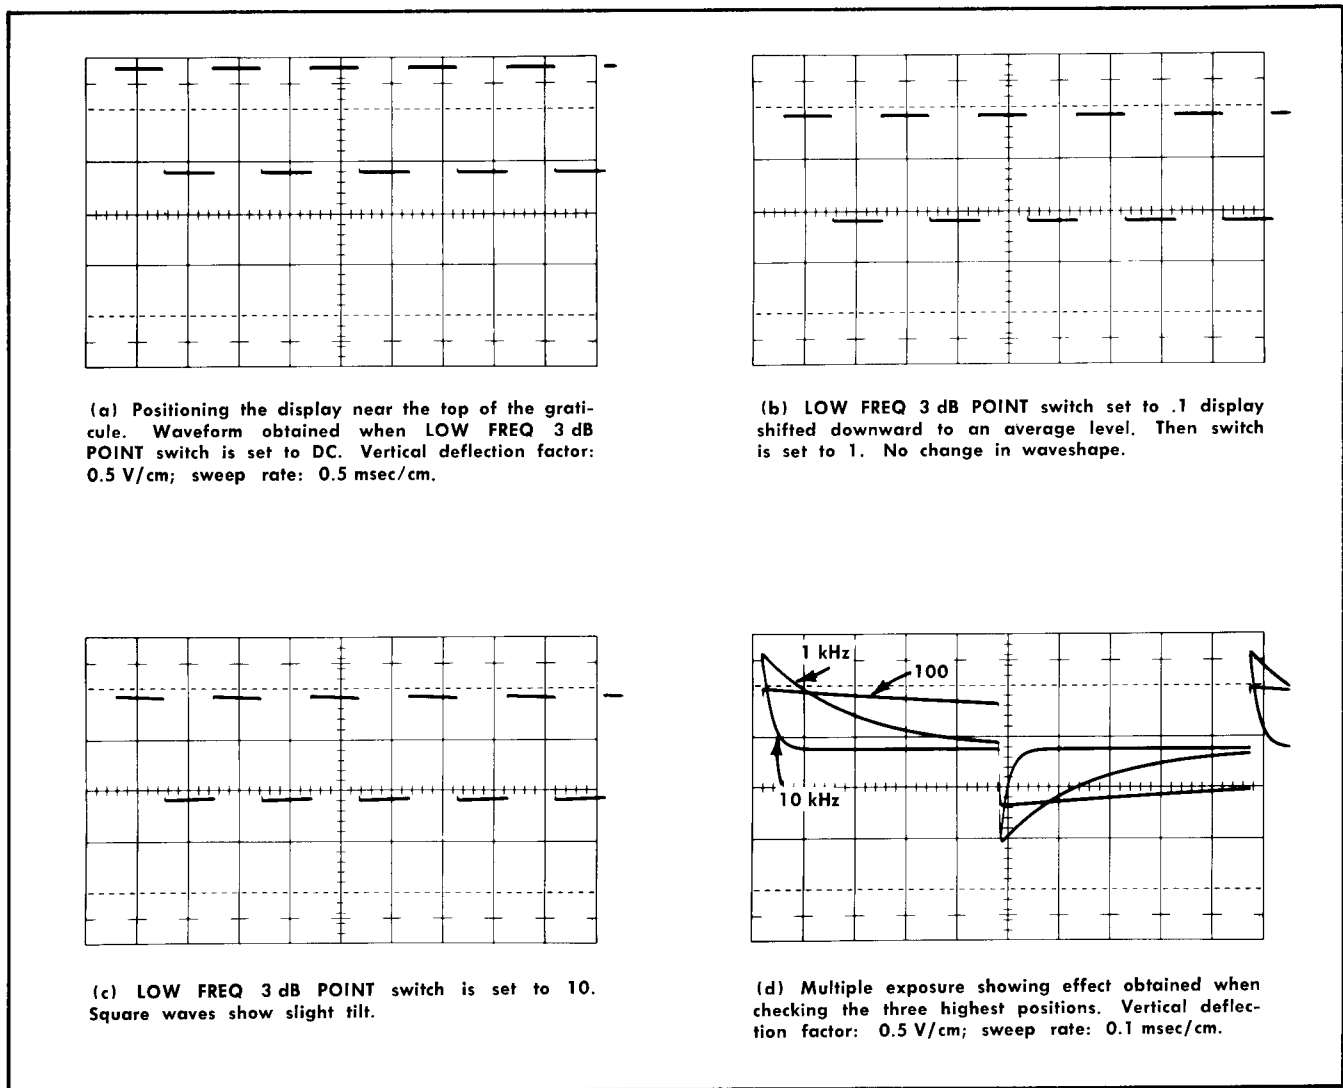 (a) Positioning the display near the top of the grati-
cule. Waveform obtained when LOW FREQ 3 dB
POINT switch is set to DC. Vertical deflection factor:
0.5 V/cm; sweep rate: 0.5 msec/cm.
(b) LOW FREQ 3 dB POINT switch set to .1 display
shifted downward to an average level. Then switch
is set to 1. No change in waveshape.
(c) LOW FREQ 3 dB POINT switch is set to 10.
Square waves show slight tilt.
1 kHz
100
10 kHz
(d) Multiple exposure showing effect obtained when
checking the three highest positions. Vertical deflec-
tion factor: 0.5 V/cm; sweep rate: 0.1 msec/cm.